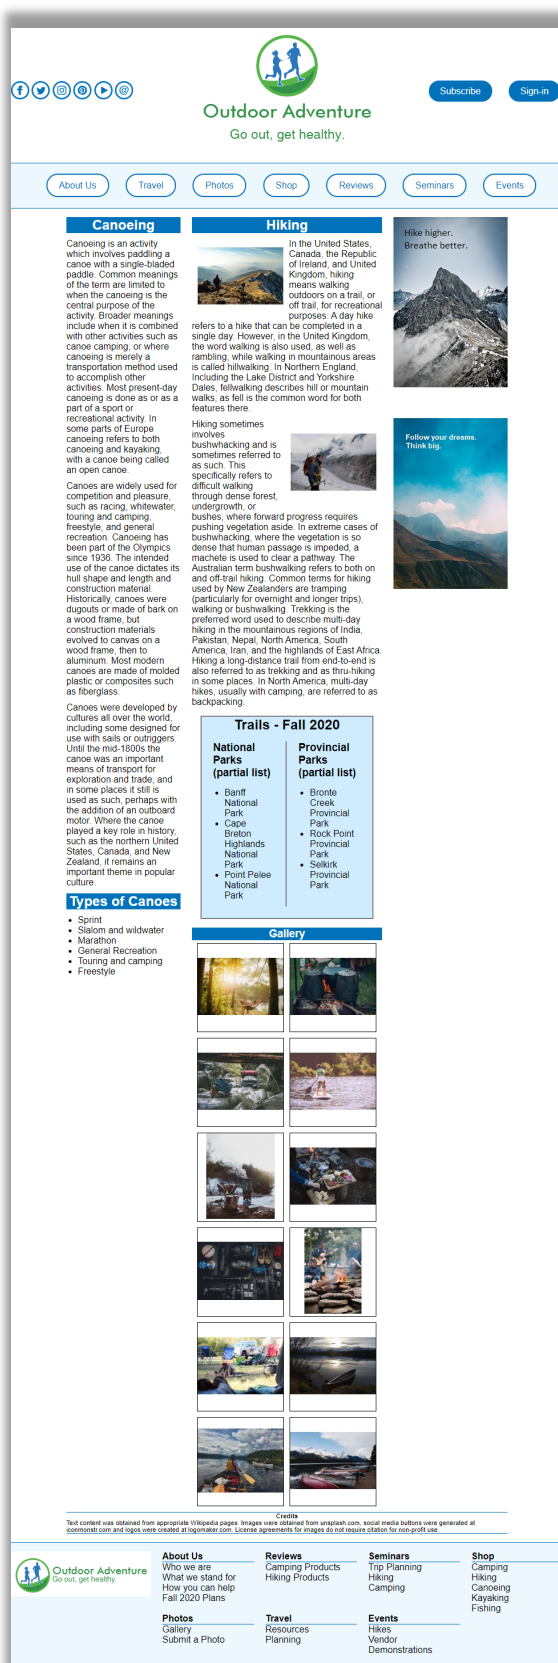 Outdoor Adventure
Go out, get healthy.
Subscribe
Sign-in
About Us
Travel
Photos
Shop
Reviews
Seminars
Events
Canoeing
Canoeing is an activity
which involves paddling a
canoe with a single-bladed
paddle. Common meanings
of the term are limited to
when the canoeing is the
central purpose of the
activity. Broader meanings
include when it is combined
with other activities such as
canoe camping, or where
canoeing is merely a
transportation method used
to accomplish other
activities. Most present-day
canoeing is done as or as a
part of a sport or
recreational activity. In
some parts of Europe
canoeing refers to both
canoeing and kayaking,
with a canoe being called
an open canoe.
Canoes are widely used for
competition and pleasure,
such as racing, whitewater,
touring and camping,
freestyle, and general
recreation. Canoeing has
been part of the Olympics
since 1936. The intended
use of the canoe dictates its
hull shape and length and
construction material.
Historically, canoes were
dugouts or made of bark on
a wood frame, but
construction materials
evolved to canvas on a
wood frame, then to
aluminum. Most modern
canoes are made of molded
plastic or composites such
as fiberglass.
Canoes were developed by
cultures all over the world,
including some designed for
use with sails or outriggers.
Until the mid-1800s the
canoe was an important
means of transport for
exploration and trade, and
in some places it still is
used as such, perhaps with
the addition of an outboard
motor. Where the canoe
played a key role in history,
such as the northern United
States, Canada, and New
Zealand, it remains an
important theme in popular
culture.
Types of Canoes
• Sprint
• Slalom and wildwater
• Marathon
• General Recreation
• Touring and camping
• Freestyle
Hiking
In the United States,
Canada, the Republic
of Ireland, and United
Kingdom, hiking
means walking
outdoors on a trail, or
off trail, for recreational
purposes. A day hike
refers to a hike that can be completed in a
single day. However, in the United Kingdom,
the word walking is also used, as well as
rambling, while walking in mountainous areas
is called hillwalking. In Northern England,
Including the Lake District and Yorkshire
Dales, fellwalking describes hill or mountain
walks, as fell is the common word for both
features there.
Hiking sometimes
involves
bushwhacking and is
sometimes referred to
as such. This
specifically refers to
difficult walking
through dense forest,
undergrowth, or
bushes, where forward progress requires
pushing vegetation aside. In extreme cases of
bushwhacking, where the vegetation is so
dense that human passage is impeded, a
machete is used to clear a pathway. The
Australian term bushwalking refers to both on
and off-trail hiking. Common terms for hiking
used by New Zealanders are tramping
(particularly for overnight and longer trips),
walking or bushwalking. Trekking is the
preferred word used to describe multi-day
hiking in the mountainous regions of India,
Pakistan, Nepal, North America, South
America, Iran, and the highlands of East Africa.
Hiking a long-distance trail from end-to-end is
also referred to as trekking and as thru-hiking
in some places. In North America, multi-day
hikes, usually with camping, are referred to as
backpacking.
Trails - Fall 2020
National
Parks
(partial list)
• Banff
National
Park
• Cape
Breton
Highlands
National
Park
• Point Pelee
National
Park
Provincial
Parks
(partial list)
• Bronte
Creek
Provincial
Park
• Rock Point
Provincial
Park
• Selkirk
Provincial
Park
Gallery
Hike higher.
Breathe better.
Follow your dreams.
Think big.
Credits
Text content was obtained from appropriate Wikipedia pages. Images were obtained from unsplash.com, social media buttons were generated at
iconmonstr.com and logos were created at logomaker.com. License agreements for images do not require citation for non-profit use.
Outdoor Adventure
Go out, get healthy.
About Us
Who we are
What we stand for
How you can help
Fall 2020 Plans
Reviews
Camping Products
Hiking Products
Seminars
Trip Planning
Hiking
Camping
Shop
Camping
Hiking
Canoeing
Kayaking
Fishing
Photos
Gallery
Submit a Photo
Travel
Resources
Planning
Events
Hikes
Vendor
Demonstrations